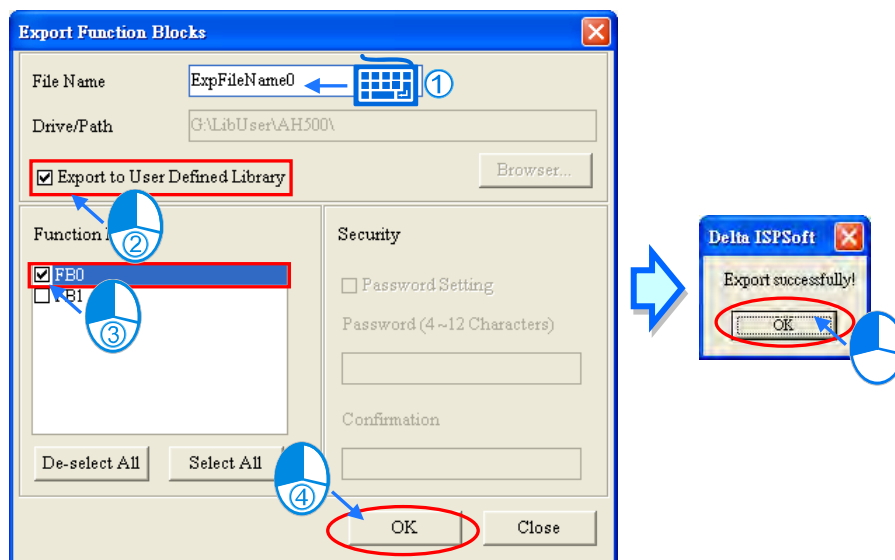 Export Function Blocks
File Name
ExpFileName0
①
Drive/Path
G:\LibUser\AH500\
Export to User Defined Library
Browser...
②
Function
Security
FB0
FB1
③
Password Setting
Password (4~12 Characters)
Confirmation
De-select All
Select All
④
OK
Close
Delta ISPSoft
Export successfully!
OK